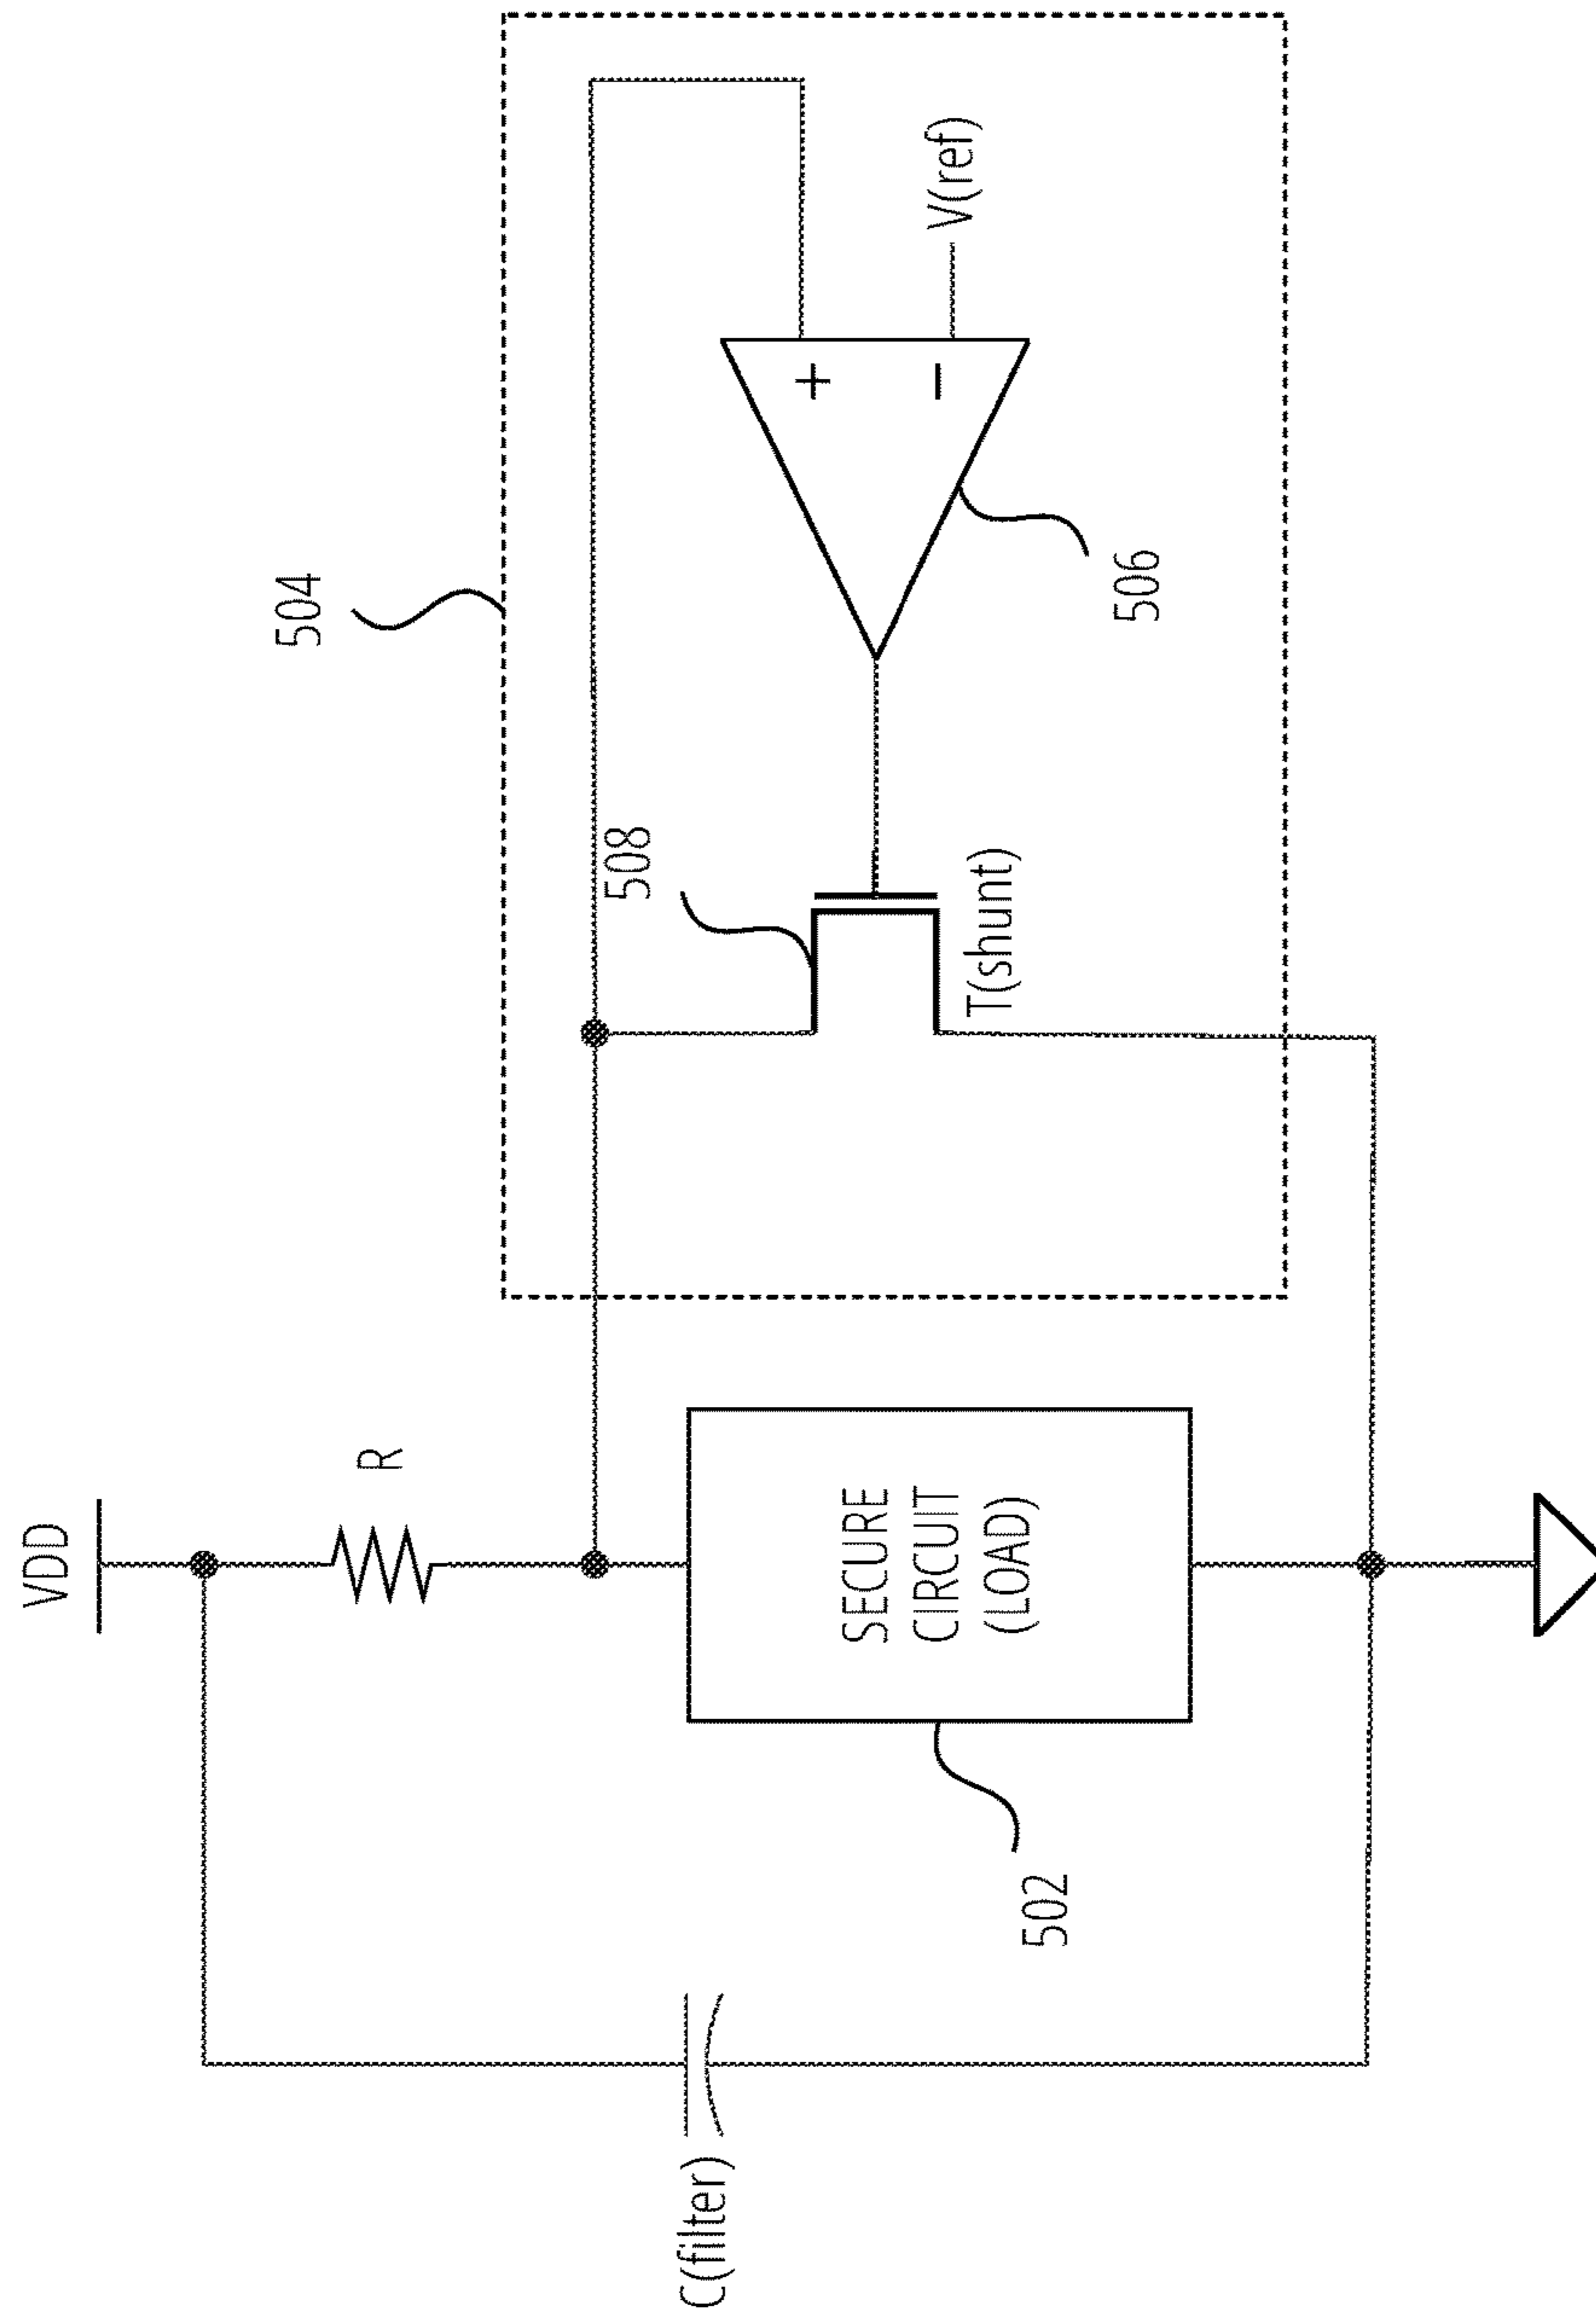 VDD
R
504
508
506
V(ref)
T(shunt)
SECURE
CIRCUIT
(LOAD)
502
C(filter)
+
−